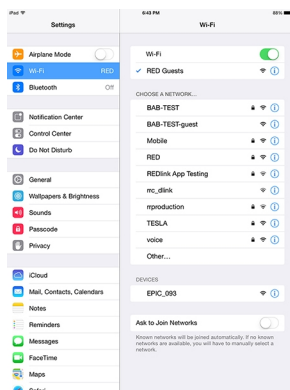 iPad
6:43 PM
88%
Settings
Wi-Fi
Airplane Mode
Wi-Fi RED
Bluetooth Off
Notification Center
Control Center
Do Not Disturb
General
Wallpapers & Brightness
Sounds
Passcode
Privacy
iCloud
Mail, Contacts, Calendars
Notes
Reminders
Messages
FaceTime
Maps
Safari
Wi-Fi
RED Guests
CHOOSE A NETWORK...
BAB-TEST
BAB-TEST-guest
Mobile
RED
REDlink App Testing
rrc_dlink
rrproduction
TESLA
voice
Other...
DEVICES
EPIC_093
Ask to Join Networks
Known networks will be joined automatically. If no known
networks are available, you will have to manually select a
network.